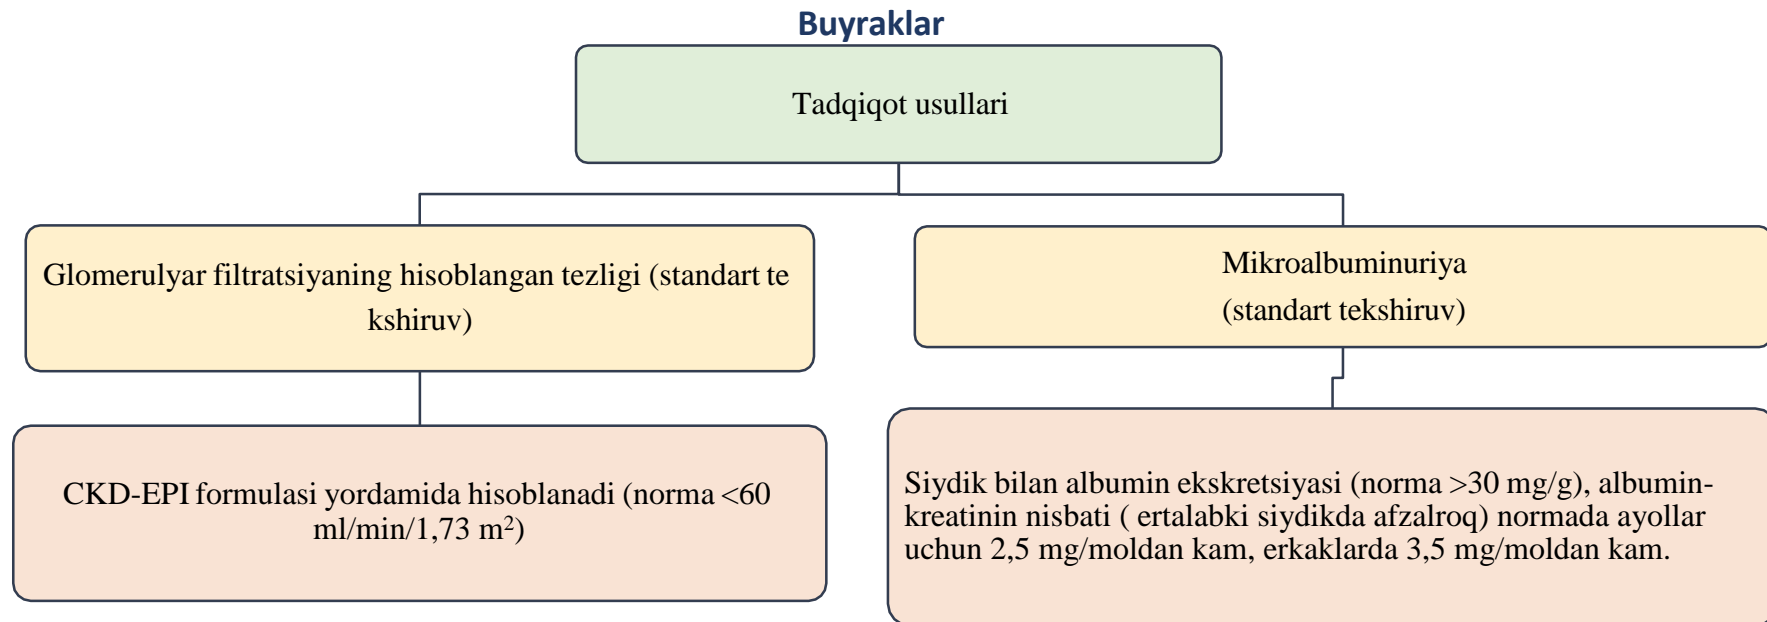 Buyraklar
Tadqiqot usullari
Glomerulyar filtratsiyaning hisoblangan tezligi (standart te
kshiruv)
Mikroalbuminuriya
(standart tekshiruv)
CKD-EPI formulasi yordamida hisoblanadi (norma <60
ml/min/1,73 m²)
Siydik bilan albumin ekskretsiyasi (norma >30 mg/g), albumin-
kreatinin nisbati ( ertalabki siydikda afzalroq) normada ayollar
uchun 2,5 mg/moldan kam, erkaklarda 3,5 mg/moldan kam.